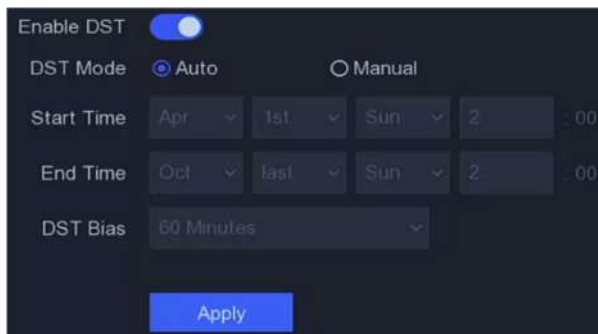 Enable DST
DST Mode Auto Manual
Start Time Apr 1st Sun 2 : 00
End Time Oct last Sun 2 : 00
DST Bias 60 Minutes
Apply